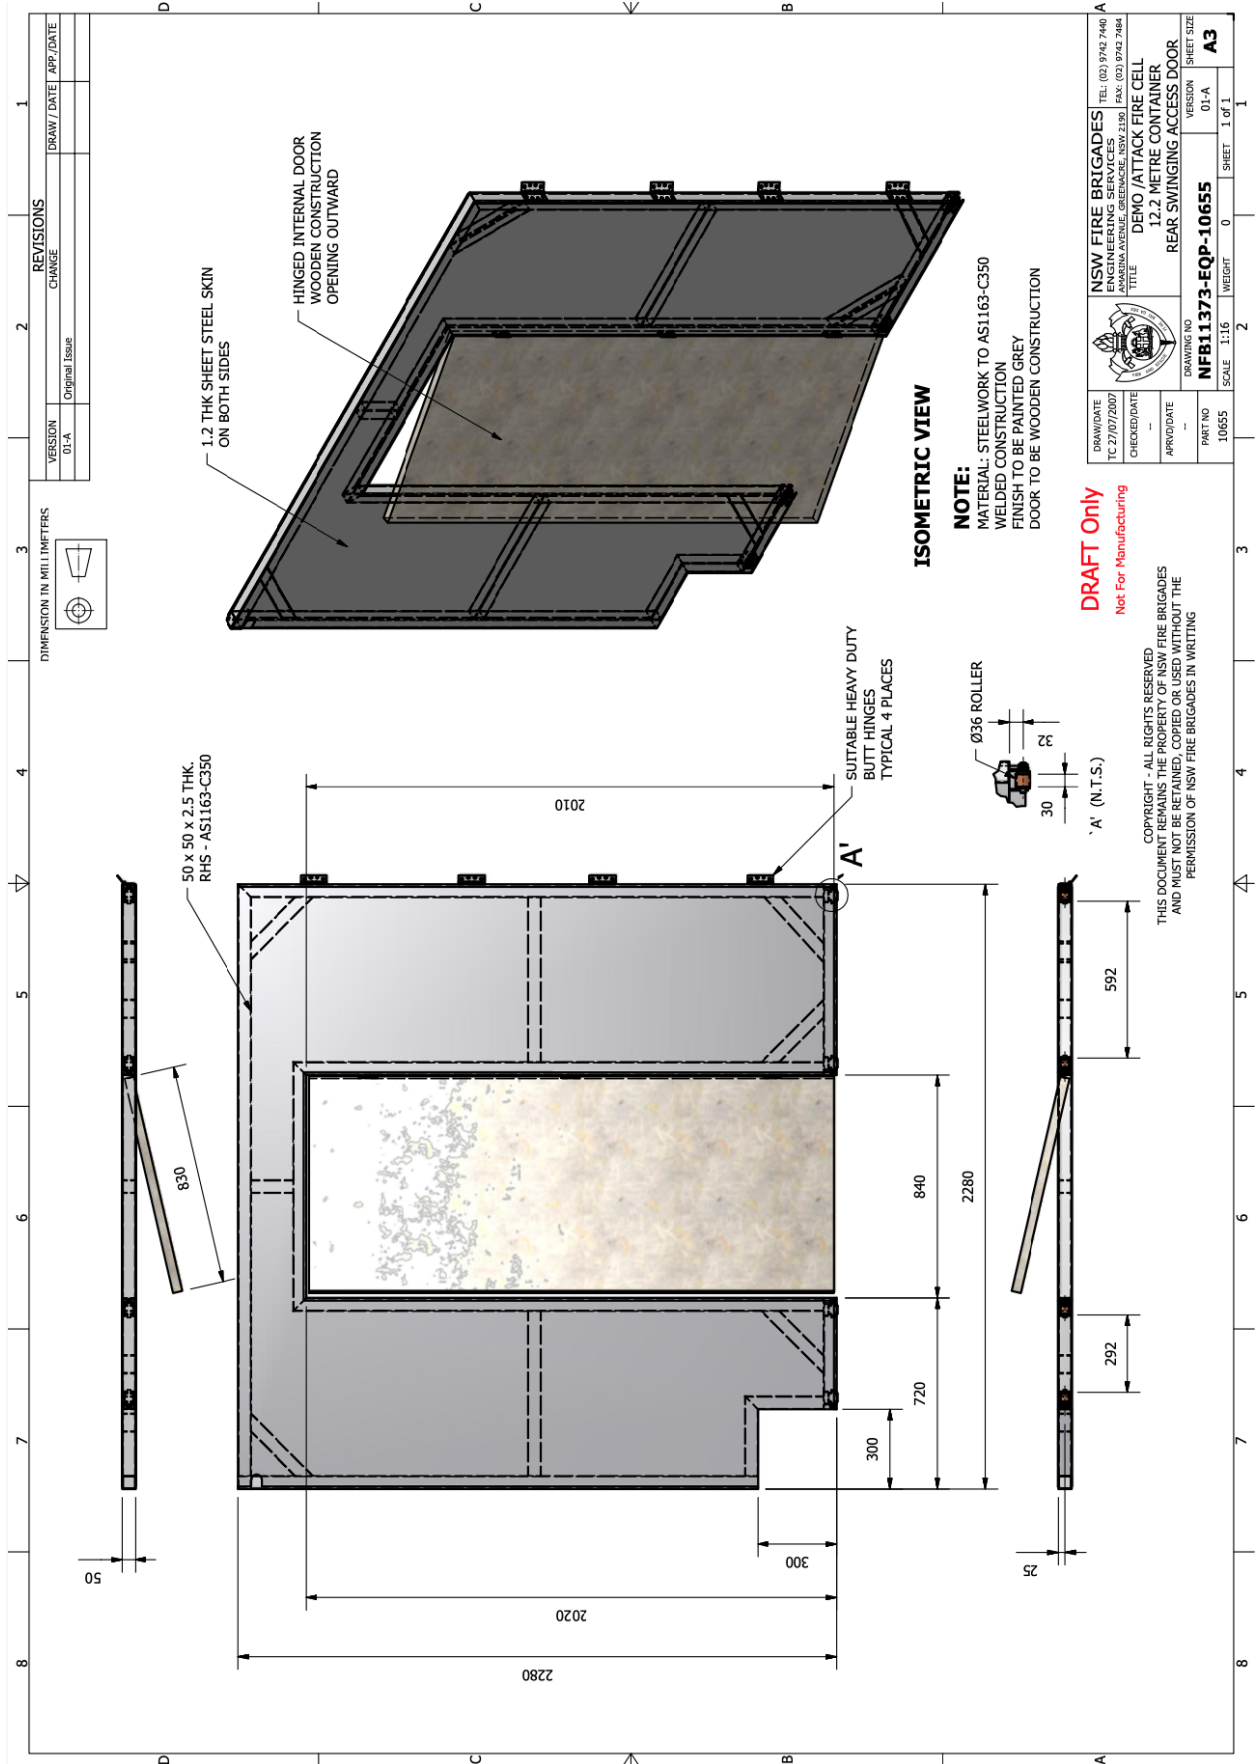 8
7
6
5
4
3
2
1
D
C
B
A
DIMENSION IN MILLIMETERS
REVISIONS
VERSION
CHANGE
DRAW / DATE
APP./DATE
01-A
Original Issue
50
830
50 x 50 x 2.5 THK.
RHS - AS1163-C350
1.2 THK SHEET STEEL SKIN
ON BOTH SIDES
HINGED INTERNAL DOOR
WOODEN CONSTRUCTION
OPENING OUTWARD
2280
2020
300
2010
SUITABLE HEAVY DUTY
BUTT HINGES
TYPICAL 4 PLACES
`A'
300
720
840
2280
ISOMETRIC VIEW
NOTE:
MATERIAL: STEELWORK TO AS1163-C350
WELDED CONSTRUCTION
FINISH TO BE PAINTED GREY
DOOR TO BE WOODEN CONSTRUCTION
Ø36 ROLLER
32
30
`A' (N.T.S.)
25
292
592
DRAFT Only
Not For Manufacturing
COPYRIGHT - ALL RIGHTS RESERVED
THIS DOCUMENT REMAINS THE PROPERTY OF NSW FIRE BRIGADES
AND MUST NOT BE RETAINED, COPIED OR USED WITHOUT THE
PERMISSION OF NSW FIRE BRIGADES IN WRITING
DRAW/DATE
TC 27/07/2007
CHECKED/DATE
--
APRVD/DATE
--
PART NO
10655
NSW FIRE BRIGADES
ENGINEERING SERVICES
AMARINA AVENUE, GREENACRE, NSW 2190
TEL: (02) 9742 7440
FAX: (02) 9742 7484
TITLE
DEMO /ATTACK FIRE CELL
12.2 METRE CONTAINER
REAR SWINGING ACCESS DOOR
DRAWING NO
NFB11373-EQP-10655
VERSION
01-A
SHEET SIZE
A3
SCALE 1:16
WEIGHT 0
SHEET 1 of 1
8
7
6
5
4
3
2
1
D
C
B
A